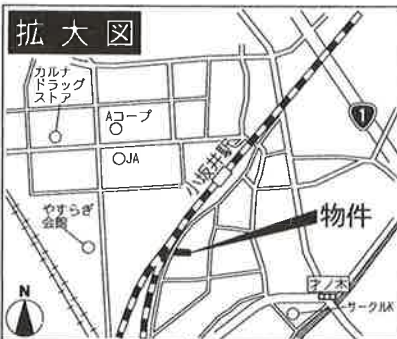 拡大図
カルナ
ドラッグ
ストア
Aコープ
JA
小坂井駅
1
物件
やすらぎ
会館
才ノ木
サークルK
N